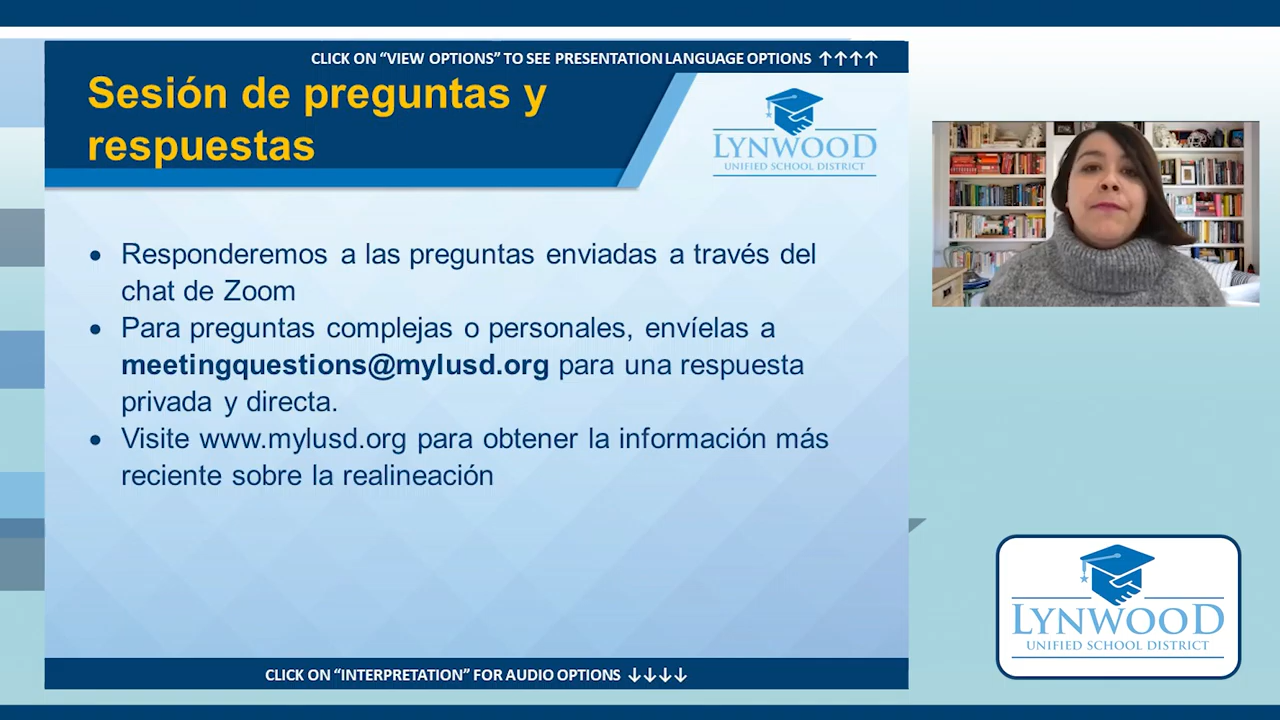 CLICK ON “VIEW OPTIONS” TO SEE PRESENTATION LANGUAGE OPTIONS ↑↑↑↑
Sesión de preguntas y
respuestas
LYNWOOD
UNIFIED SCHOOL DISTRICT
• Responderemos a las preguntas enviadas a través del
chat de Zoom
• Para preguntas complejas o personales, envíelas a
meetingquestions@mylusd.org para una respuesta
privada y directa.
• Visite www.mylusd.org para obtener la información más
reciente sobre la realineación
LYNWOOD
UNIFIED SCHOOL DISTRICT
CLICK ON “INTERPRETATION” FOR AUDIO OPTIONS ↓↓↓↓